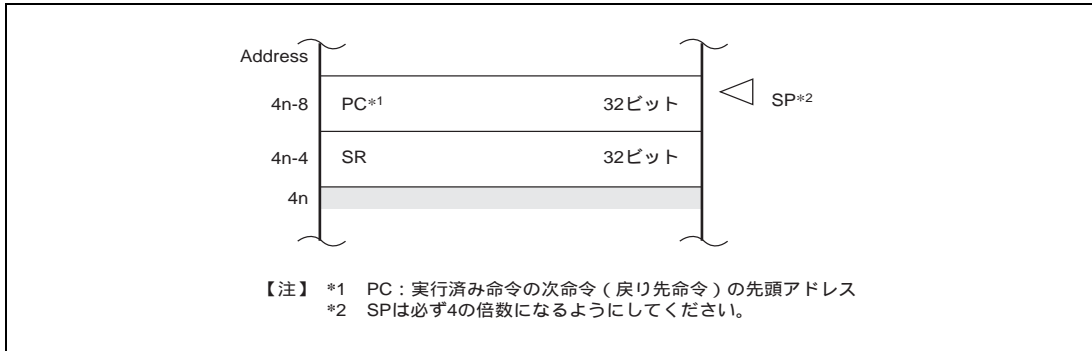 Address
4n-8 PC*1 32ビット SP*2
4n-4 SR 32ビット
4n
【注】 *1 PC：実行済み命令の次命令（戻り先命令）の先頭アドレス
*2 SPは必ず4の倍数になるようにしてください。